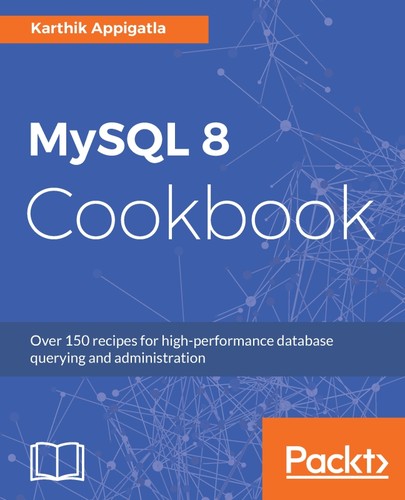 Karthik Appigatla
MySQL 8
Cookbook
Over 150 recipes for high-performance database
querying and administration
Packt>